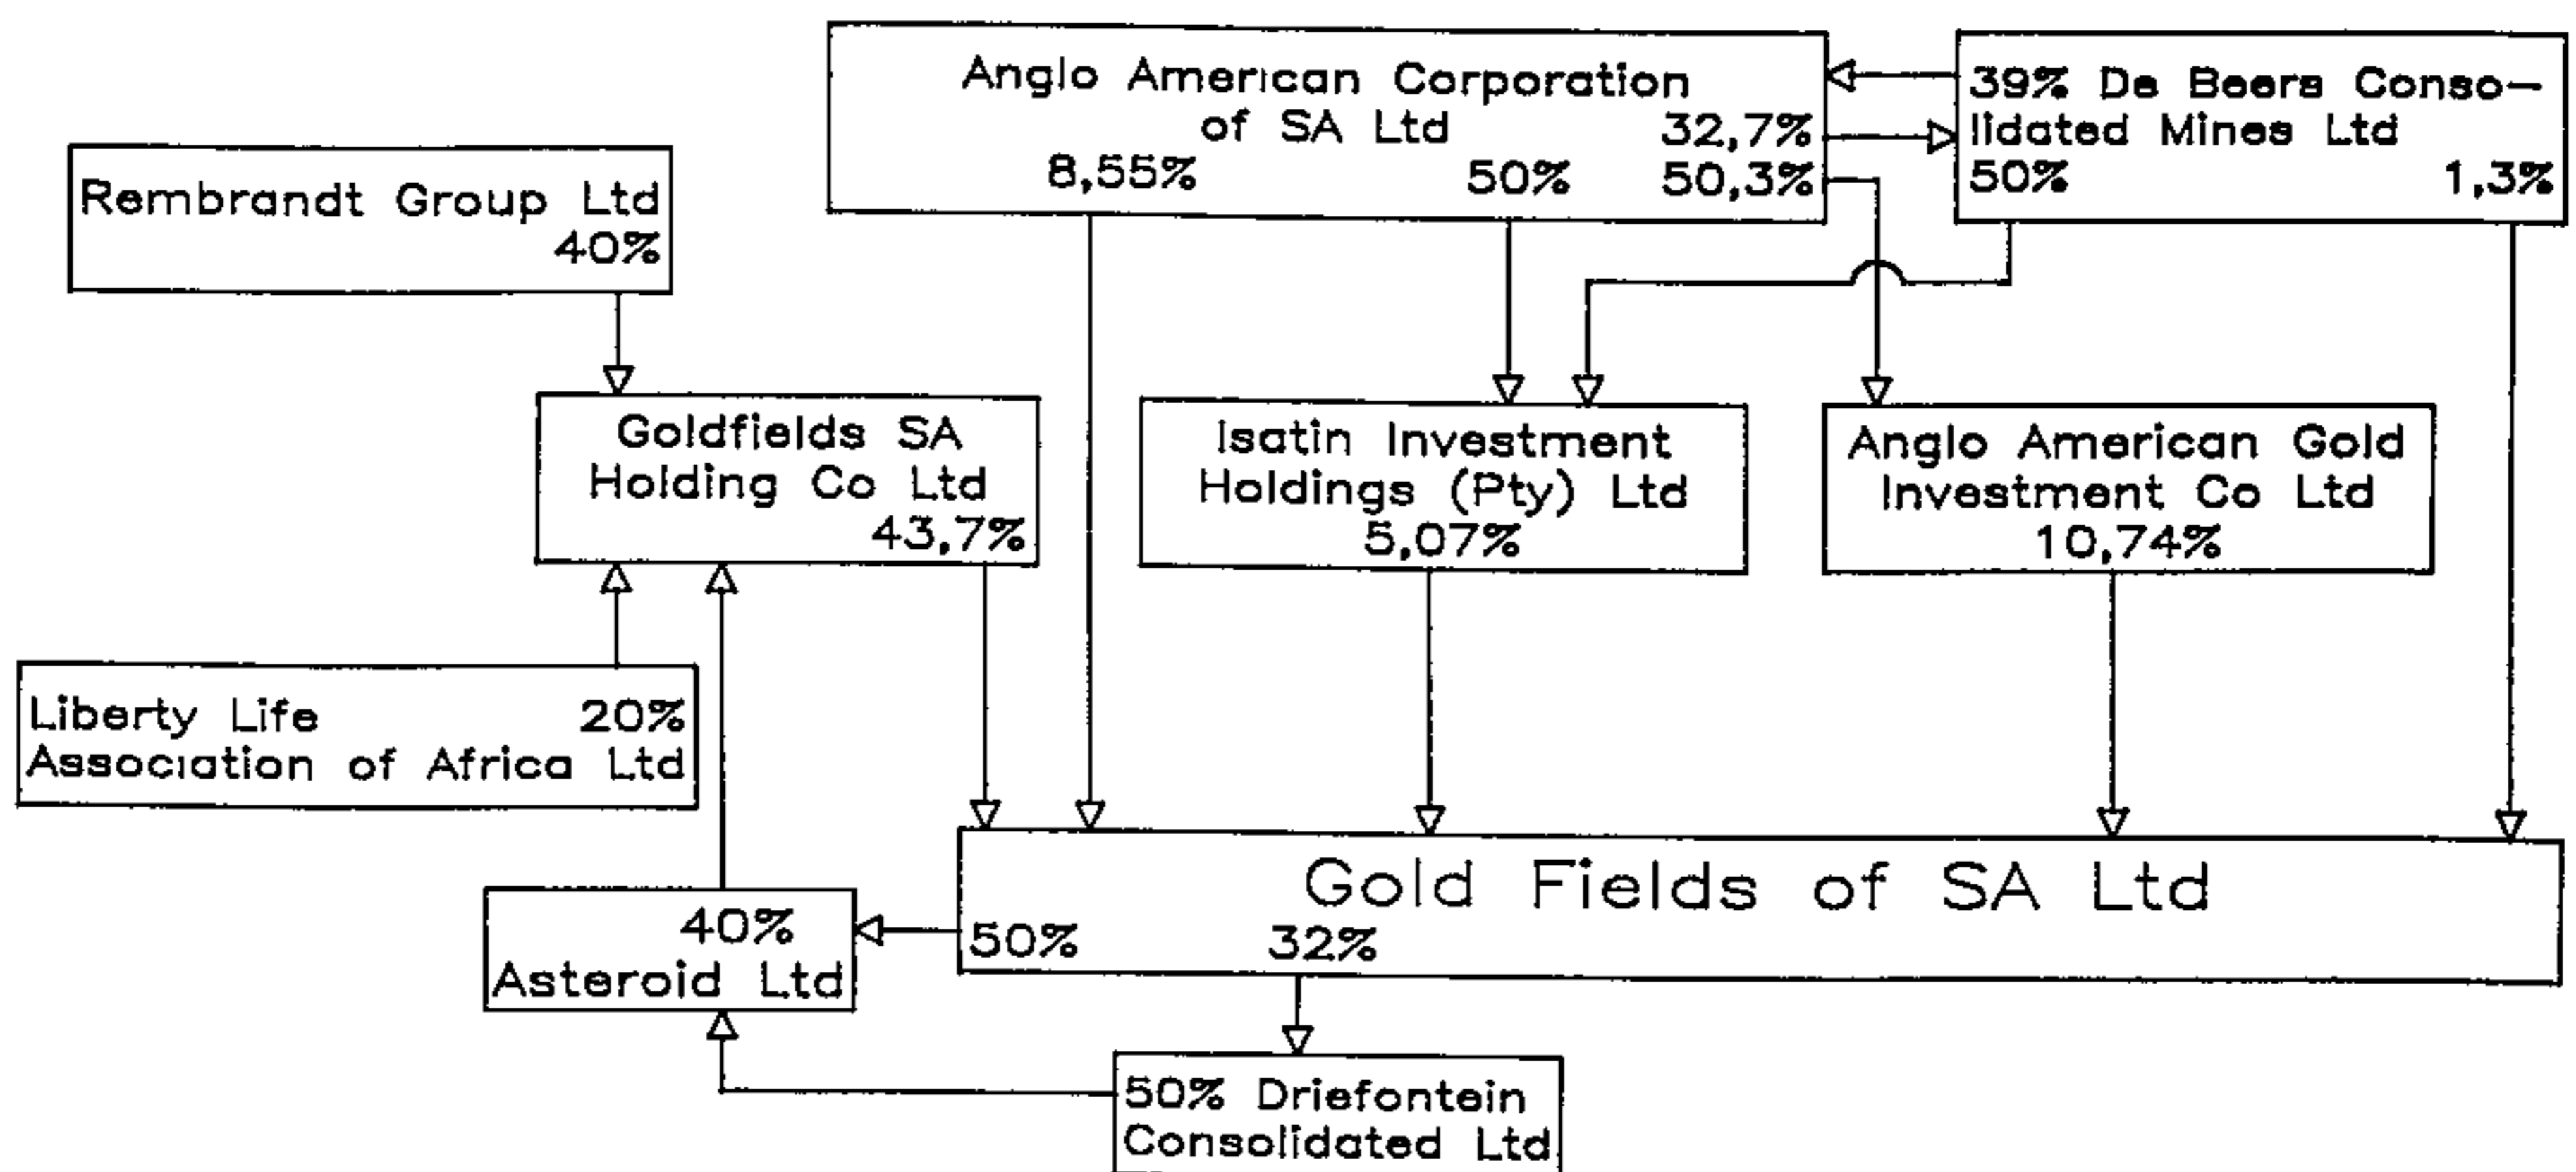 Anglo American Corporation
of SA Ltd 32,7%
8,55% 50% 50,3%
39% De Beers Conso-
lidated Mines Ltd
50% 1,3%
Rembrandt Group Ltd
40%
Goldfields SA
Holding Co Ltd
43,7%
Isatin Investment
Holdings (Pty) Ltd
5,07%
Anglo American Gold
Investment Co Ltd
10,74%
Liberty Life 20%
Association of Africa Ltd
Gold Fields of SA Ltd
50% 32%
40%
Asteroid Ltd
50% Driefontein
Consolidated Ltd